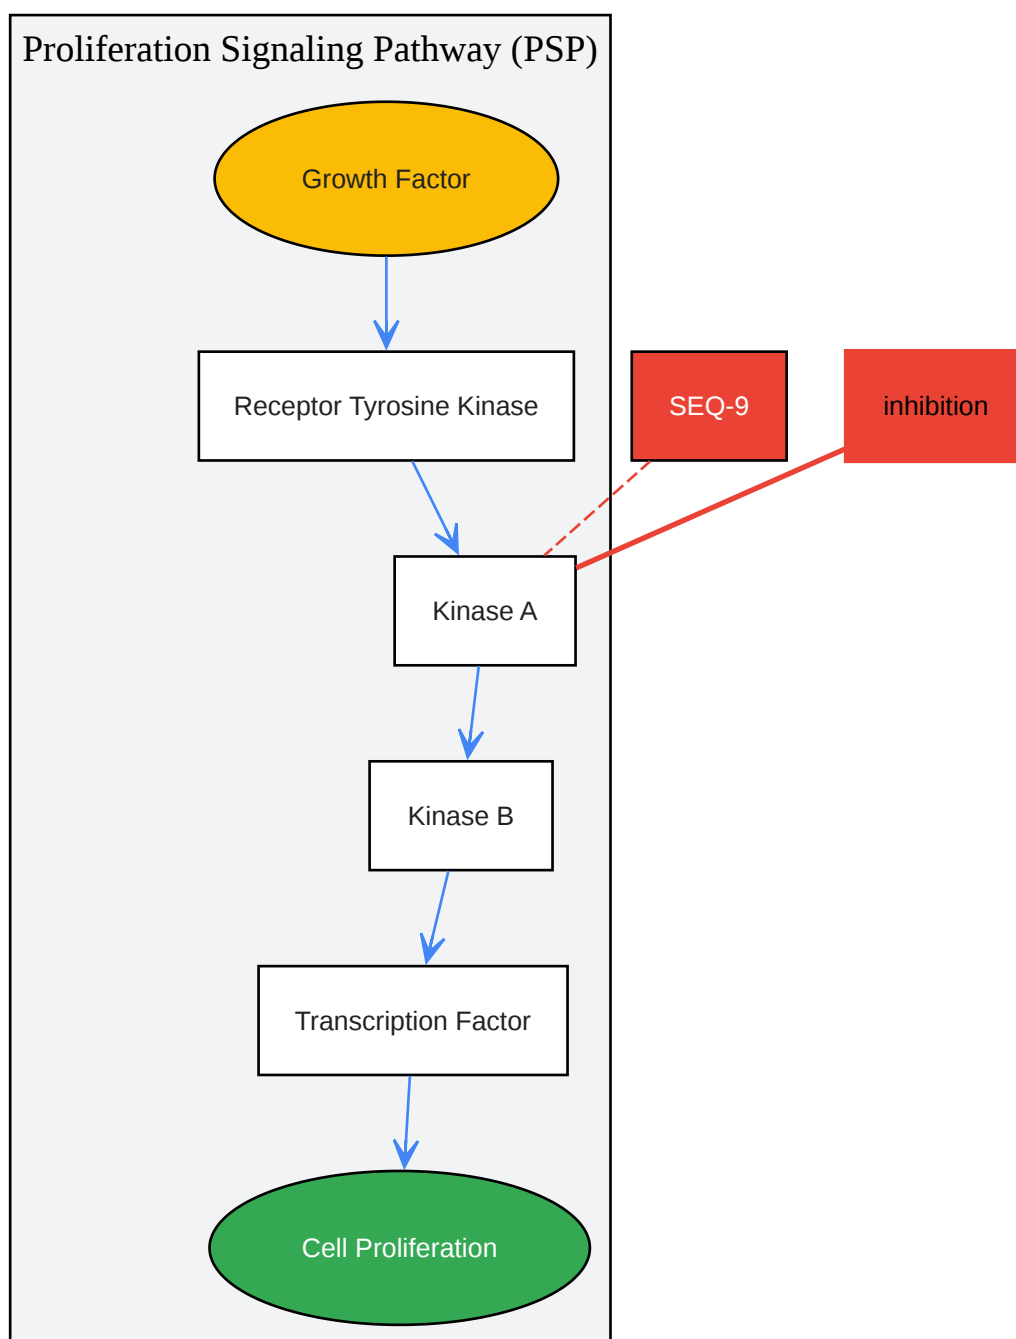 Proliferation Signaling Pathway (PSP)
Growth Factor
Receptor Tyrosine Kinase
SEQ-9
inhibition
Kinase A
Kinase B
Transcription Factor
Cell Proliferation